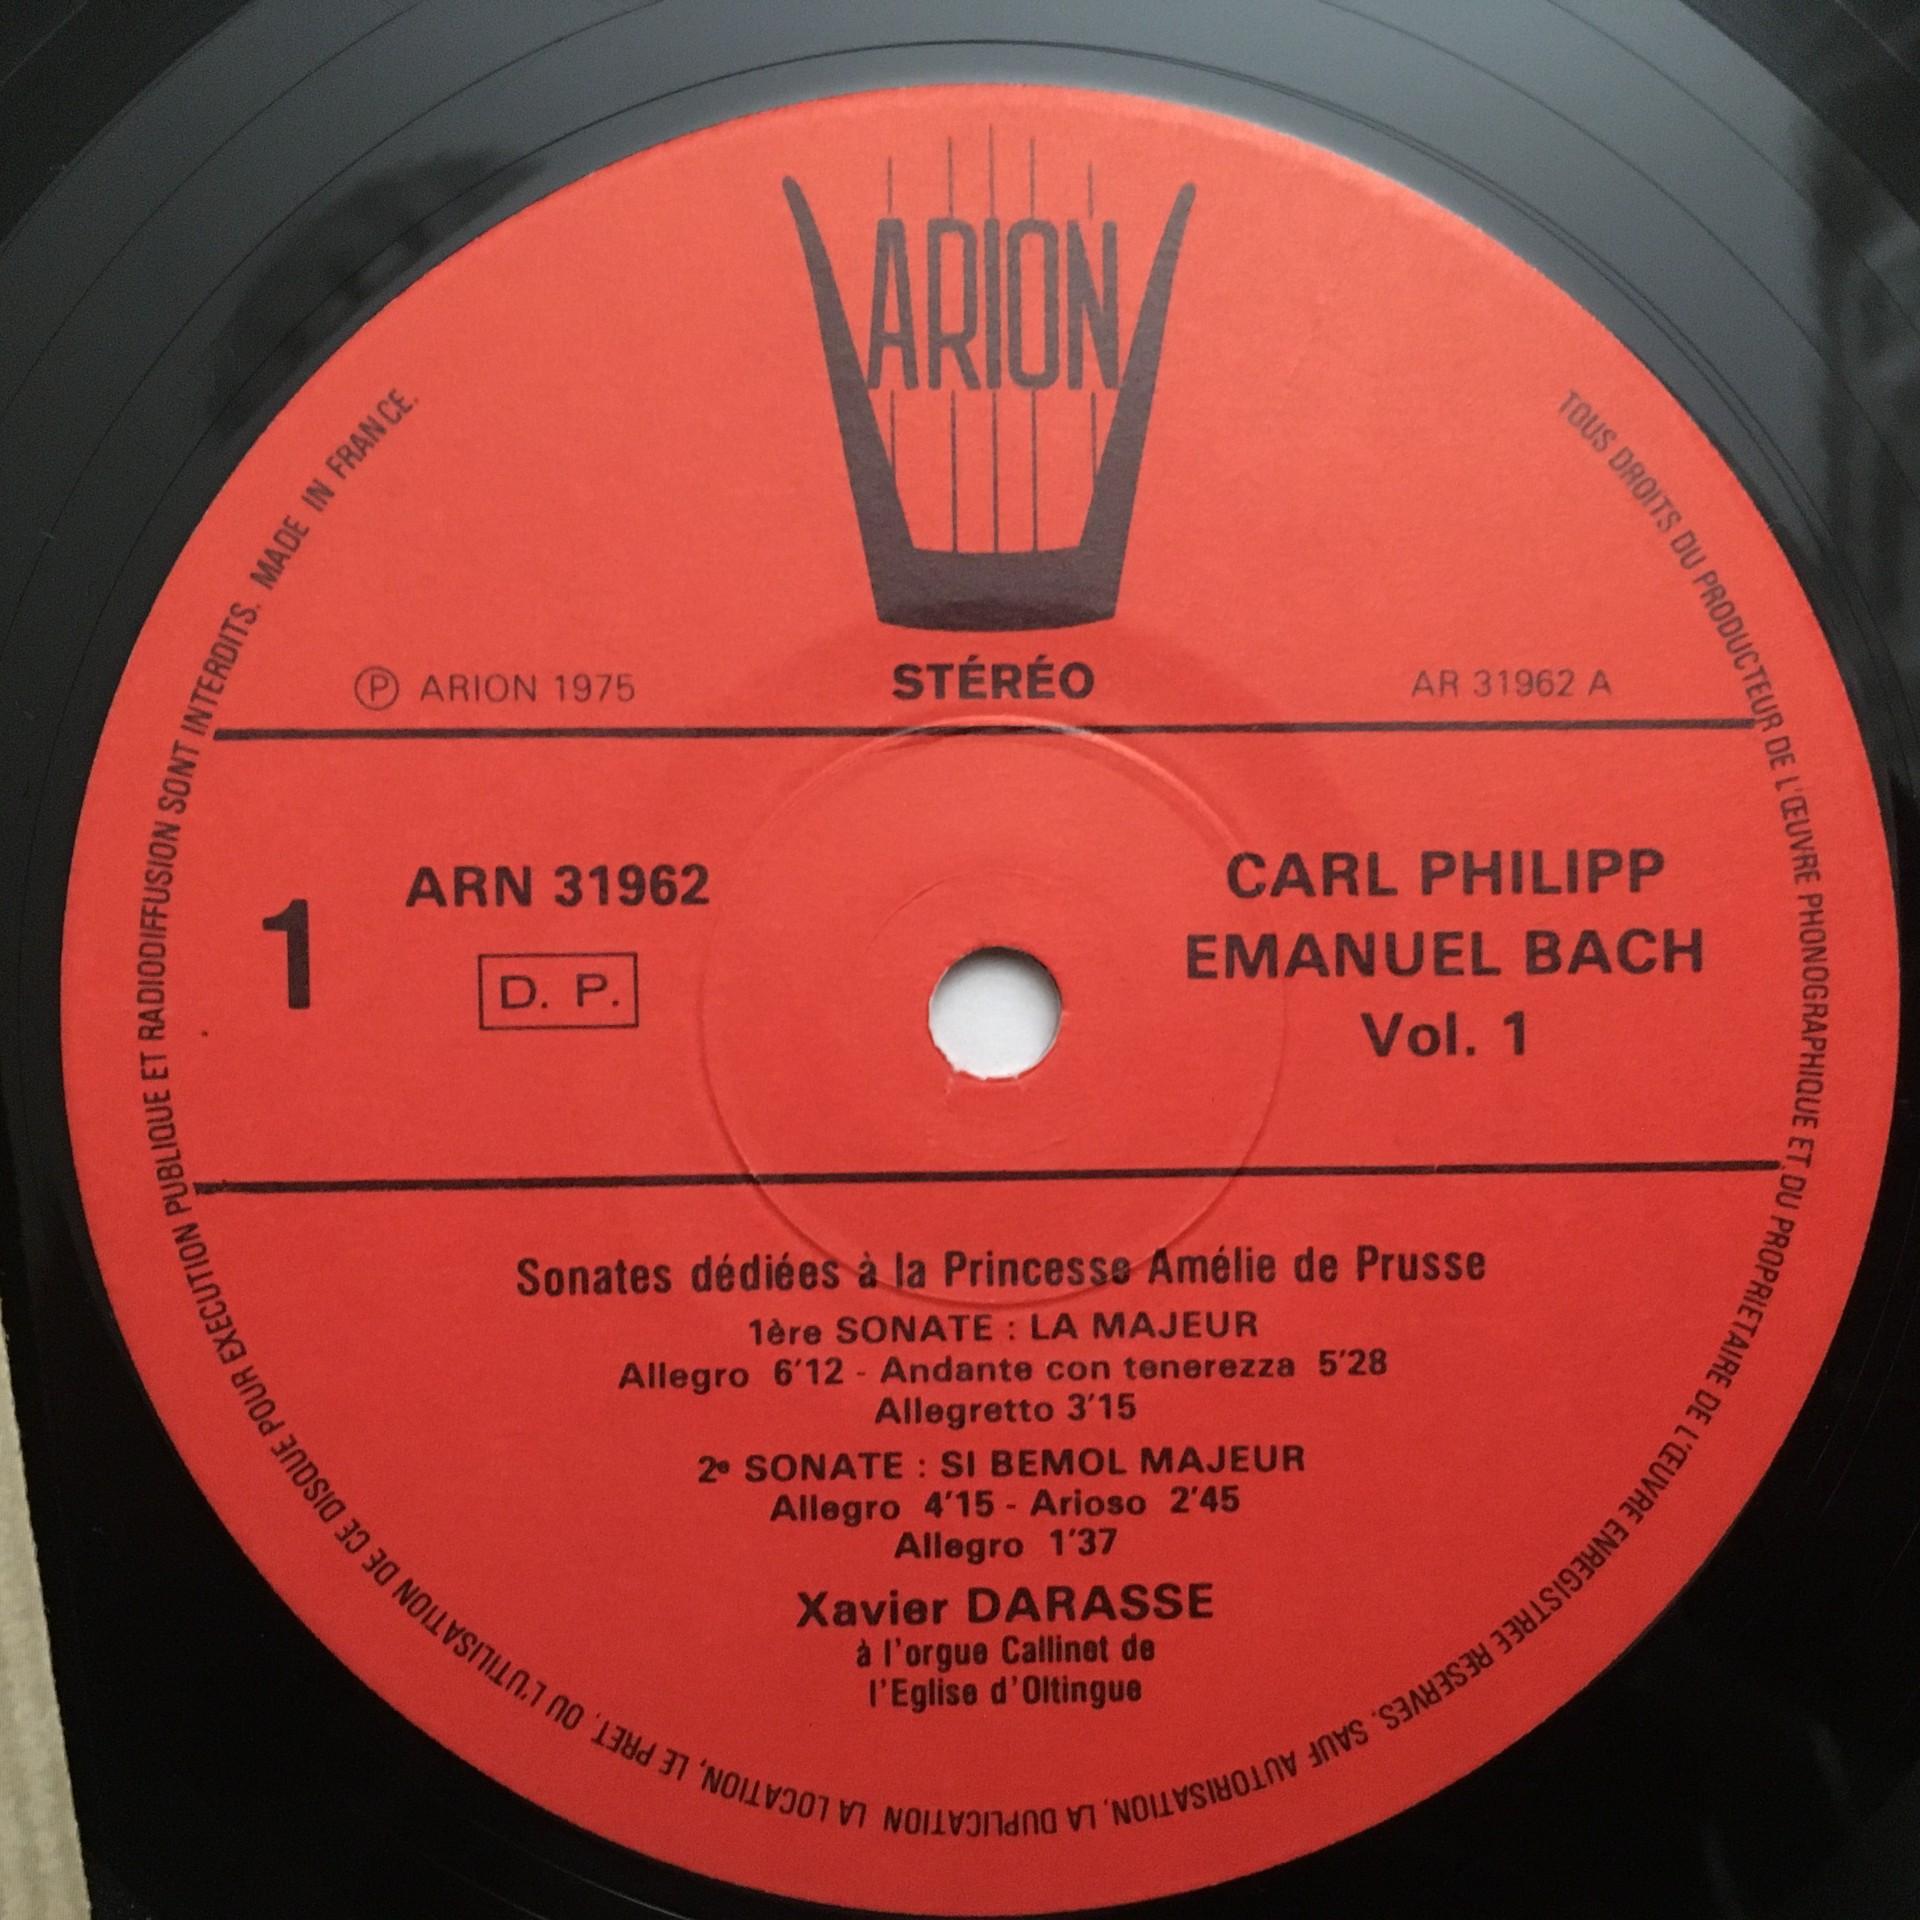 ARION
Ⓟ ARION 1975
STÉRÉO
AR 31962 A
1
ARN 31962
D. P.
CARL PHILIPP
EMANUEL BACH
Vol. 1
Sonates dédiées à la Princesse Amélie de Prusse
1ère SONATE : LA MAJEUR
Allegro 6'12 - Andante con tenerezza 5'28
Allegretto 3'15
2e SONATE : SI BEMOL MAJEUR
Allegro 4'15 - Arioso 2'45
Allegro 1'37
Xavier DARASSE
à l'orgue Callinet de
l'Eglise d'Oltingue
TOUS DROITS DU PRODUCTEUR DE L'ŒUVRE PHONOGRAPHIQUE ET DU PROPRIETAIRE DE L'ŒUVRE ENREGISTREE RESERVES. SAUF AUTORISATION, LA DUPLICATION LA LOCATION, LE PRET, OU L'UTILISATION DE CE DISQUE POUR EXECUTION PUBLIQUE ET RADIODIFFUSION SONT INTERDITS. MADE IN FRANCE.